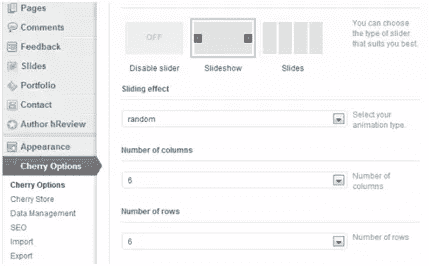 Pages
Comments
Feedback
Slides
Portfolio
Contact
Author hReview
Appearance
Cherry Options
Cherry Options
Cherry Store
Data Management
SEO
Import
Export
OFF
Disable slider
Slideshow
Slides
You can choose
the type of slider
that suits you best.
Sliding effect
random
Select your
animation type.
Number of columns
6
Number of
columns
Number of rows
6
Number of rows